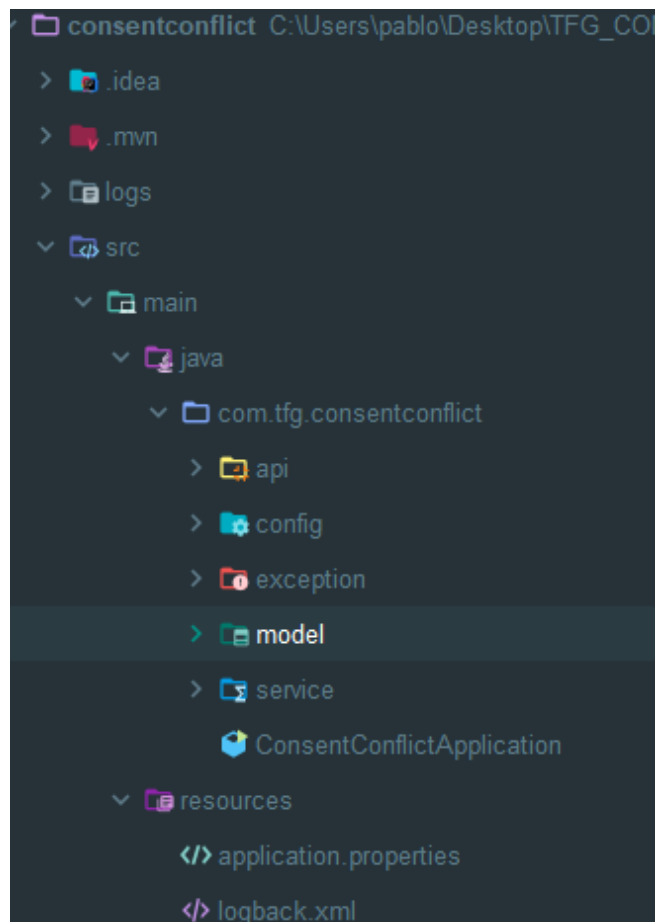 consentconflict C:\Users\pablo\Desktop\TFG_CO
.idea
.mvn
logs
src
main
java
com.tfg.consentconflict
api
config
exception
model
service
ConsentConflictApplication
resources
application.properties
logback.xml